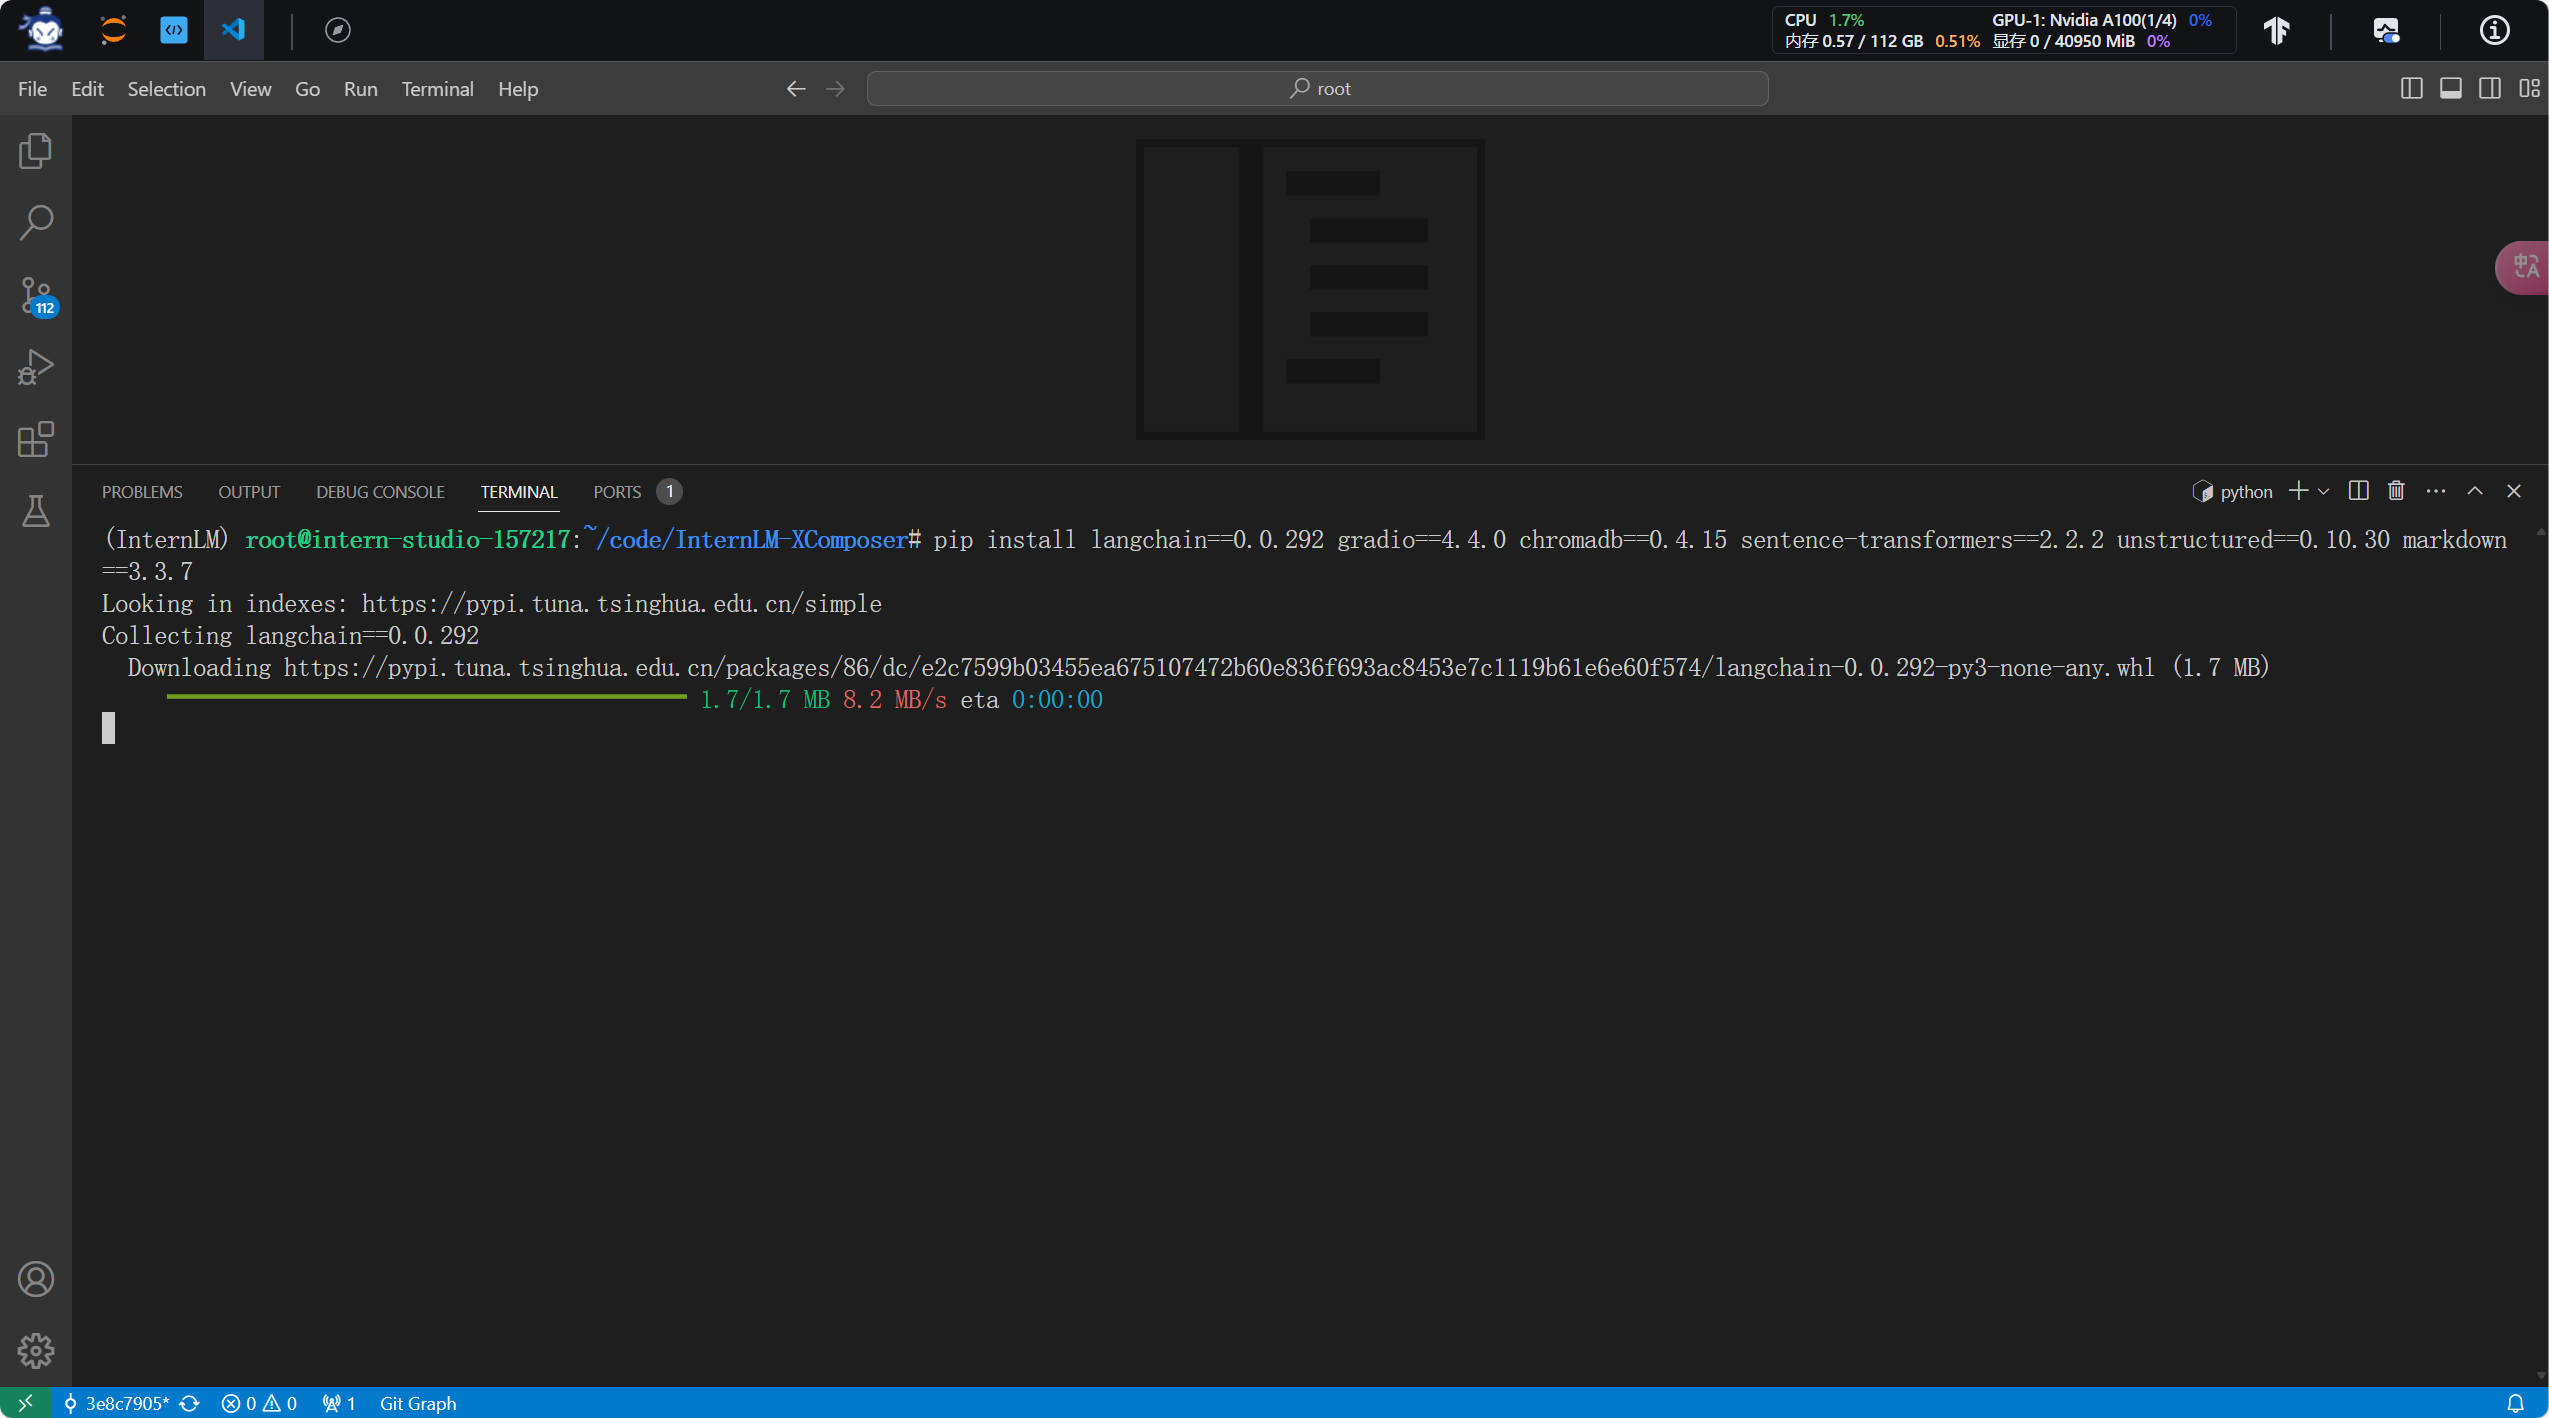 CPU 1.7% GPU-1: Nvidia A100(1/4) 0%
内存 0.57 / 112 GB 0.51% 显存 0 / 40950 MiB 0%
File Edit Selection View Go Run Terminal Help root
中A
112
PROBLEMS OUTPUT DEBUG CONSOLE TERMINAL PORTS 1 python
(InternLM) root@intern-studio-157217:~/code/InternLM-XComposer# pip install langchain==0.0.292 gradio==4.4.0 chromadb==0.4.15 sentence-transformers==2.2.2 unstructured==0.10.30 markdown
==3.3.7
Looking in indexes: https://pypi.tuna.tsinghua.edu.cn/simple
Collecting langchain==0.0.292
Downloading https://pypi.tuna.tsinghua.edu.cn/packages/86/dc/e2c7599b03455ea675107472b60e836f693ac8453e7c1119b61e6e60f574/langchain-0.0.292-py3-none-any.whl (1.7 MB)
1.7/1.7 MB 8.2 MB/s eta 0:00:00
3e8c7905* 0 0 1 Git Graph